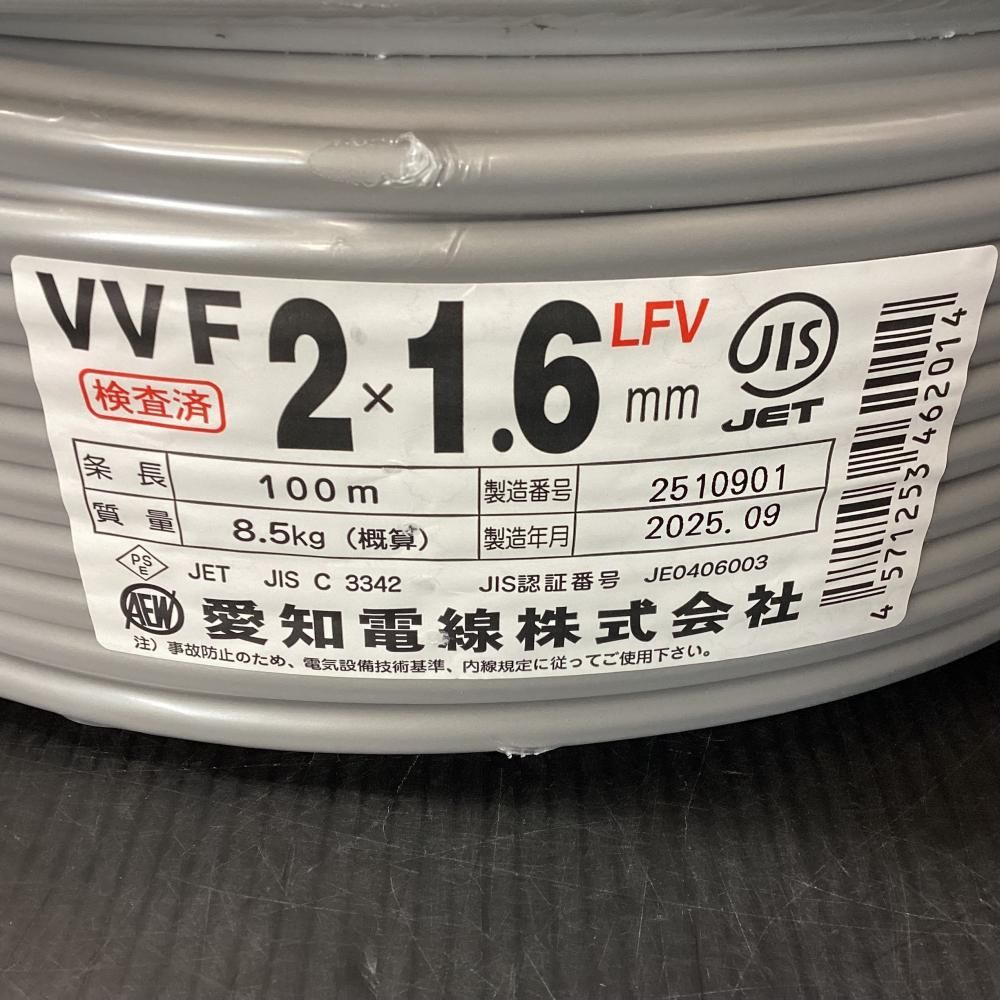 VVF 2×1.6 mm LFV
検査済
JIS
JET
条長 100m 製造番号 2510901
質量 8.5kg (概算) 製造年月 2025.09
PSE JET JIS C 3342 JIS認証番号 JE0406003
AEW 愛知電線株式会社
注) 事故防止のため、電気設備技術基準、内線規定に従ってご使用下さい。
4571253462014